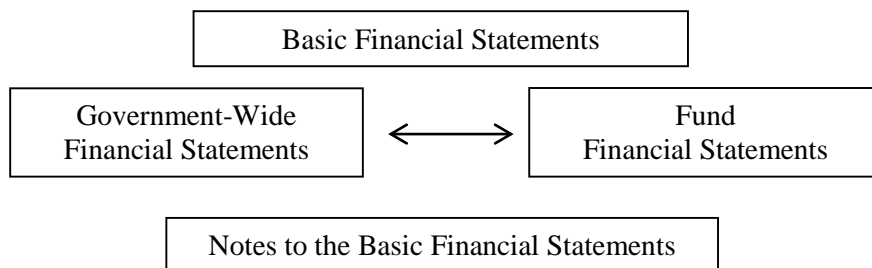 Basic Financial Statements
Government-Wide
Financial Statements
Fund
Financial Statements
Notes to the Basic Financial Statements